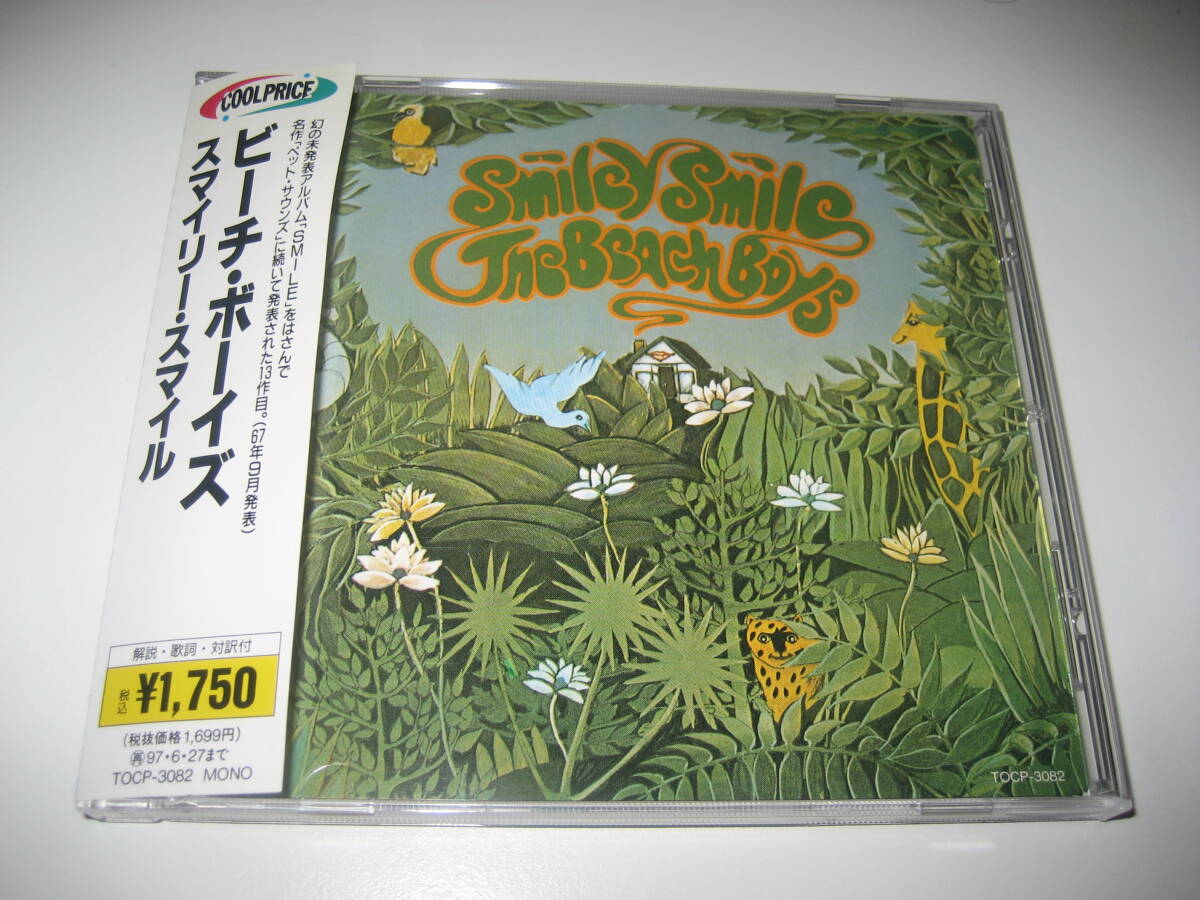 COOLPRICE
幻の未発表アルバム「SMILE」をはさんで
名作「ペット・サウンズ」に続いて発表された13作目。(67年9月発表)
ビーチ・ボーイズ
スマイリー・スマイル
解説・歌詞・対訳付
税込 ¥1,750
(税抜価格1,699円)
再97・6・27まで
TOCP-3082 MONO
Smiley Smile
The Beach Boys
TOCP-3082